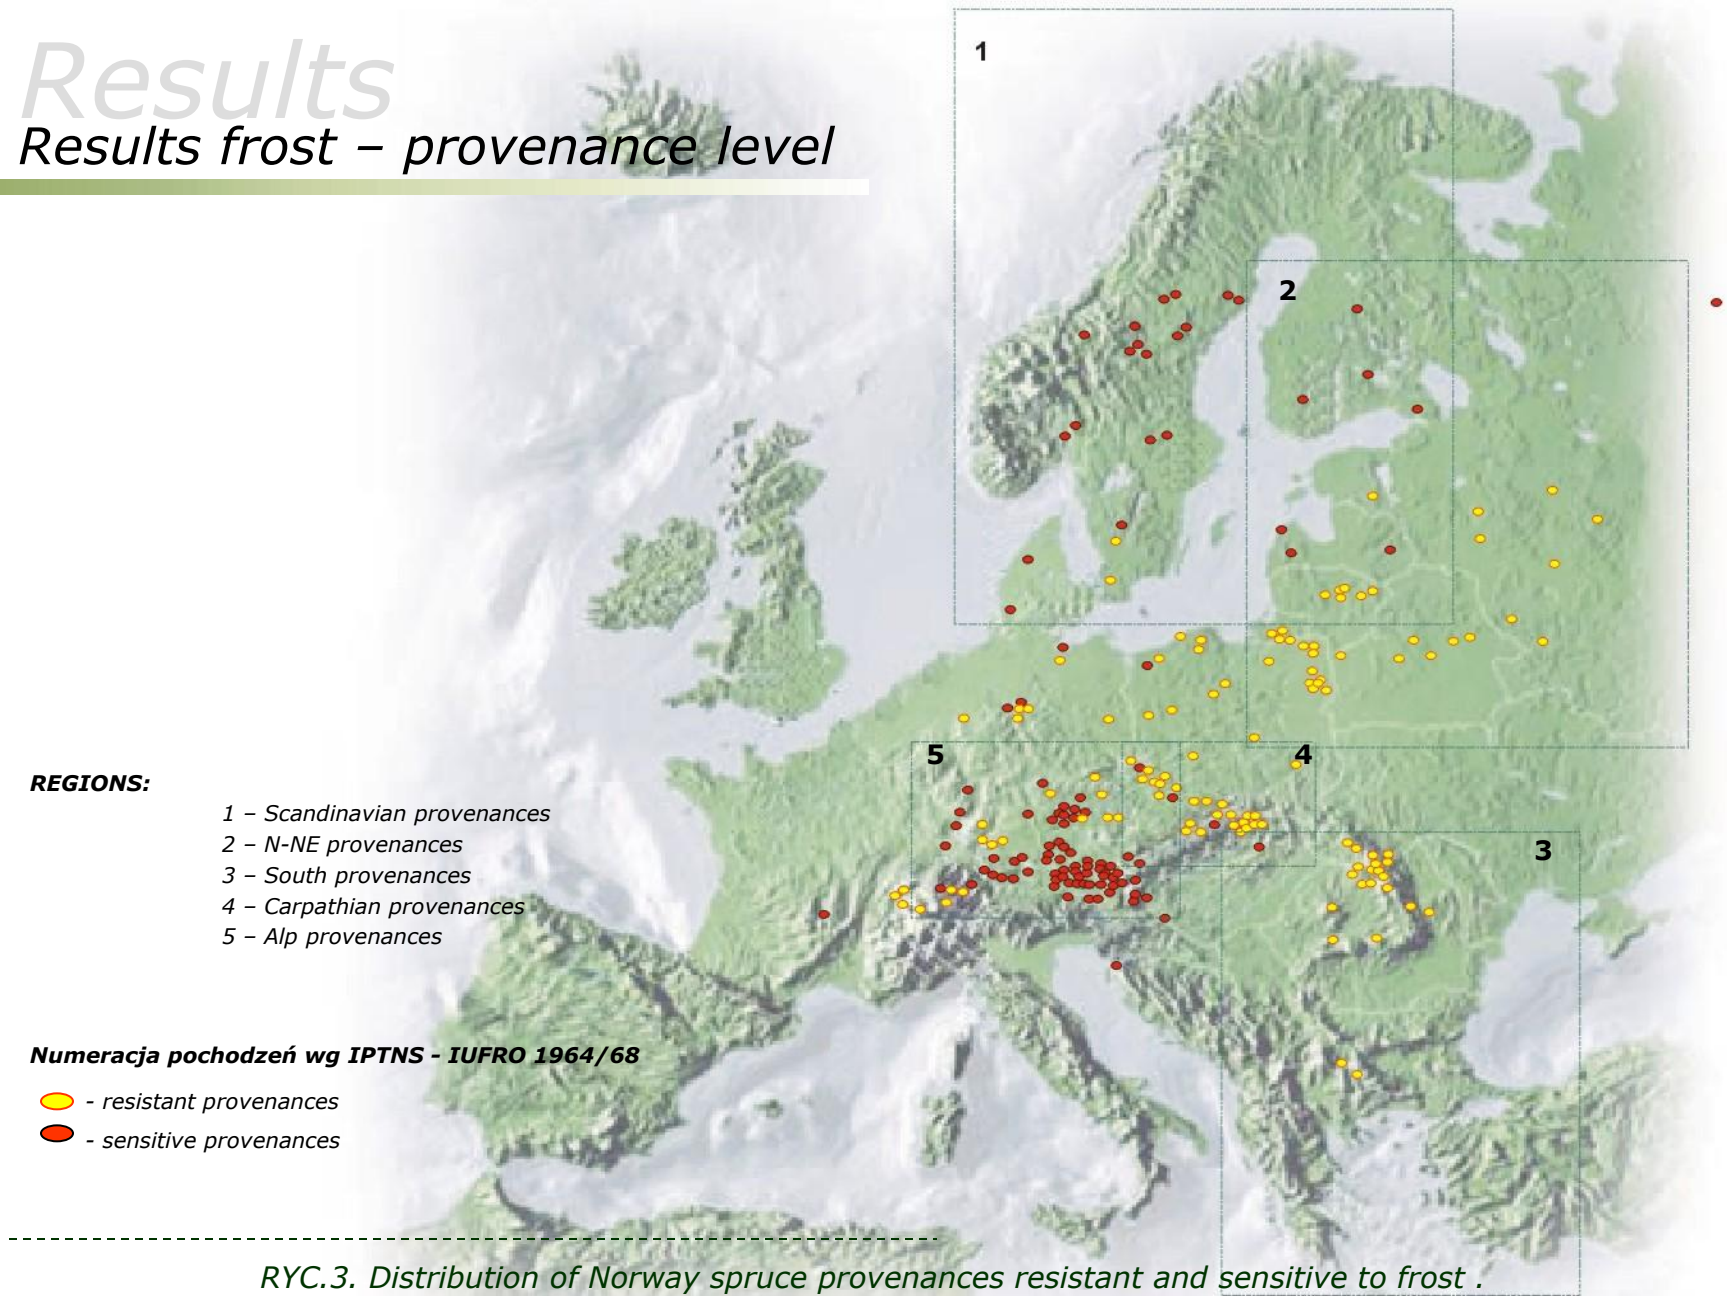 Results
Results frost – provenance level
1
2
5
4
3
REGIONS:
1 – Scandinavian provenances
2 – N-NE provenances
3 – South provenances
4 – Carpathian provenances
5 – Alp provenances
Numeracja pochodzeń wg IPTNS - IUFRO 1964/68
- resistant provenances
- sensitive provenances
RYC.3. Distribution of Norway spruce provenances resistant and sensitive to frost .